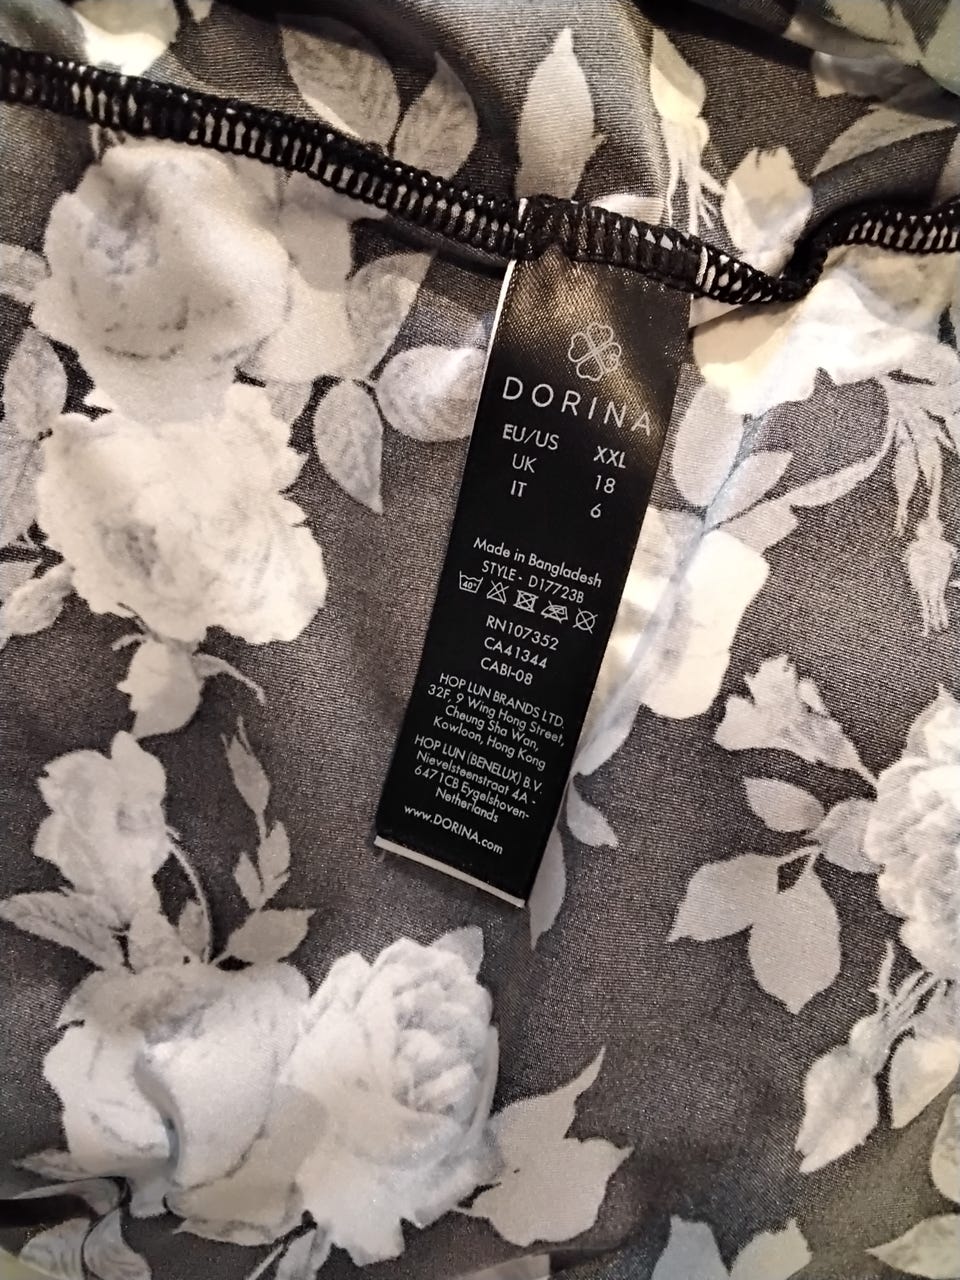 DORINA
EU/US XXL
UK 18
IT 6
Made in Bangladesh
STYLE - D17723B
40°
RN107352
CA41344
CABI-08
HOP LUN BRANDS LTD.
32F, 9 Wing Hong Street,
Cheung Sha Wan,
Kowloon, Hong Kong
HOP LUN (BENELUX) B.V.
Nievelsteenstraat 4A -
6471CB Eygelshoven-
Netherlands
www.DORINA.com